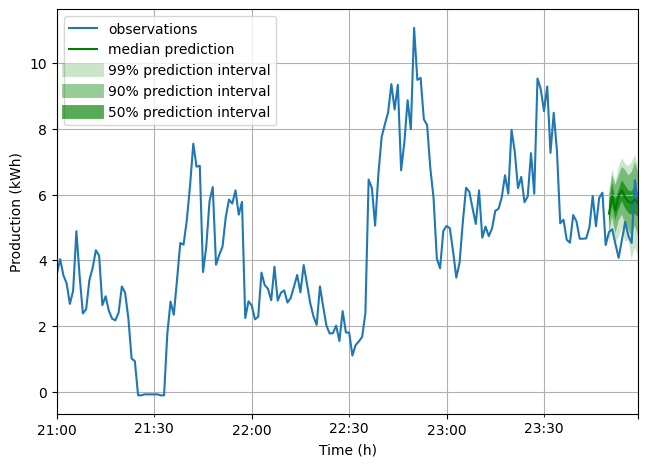 observations
median prediction
99% prediction interval
90% prediction interval
50% prediction interval
10
8
6
4
2
0
Production (kWh)
21:00
21:30
22:00
22:30
23:00
23:30
Time (h)